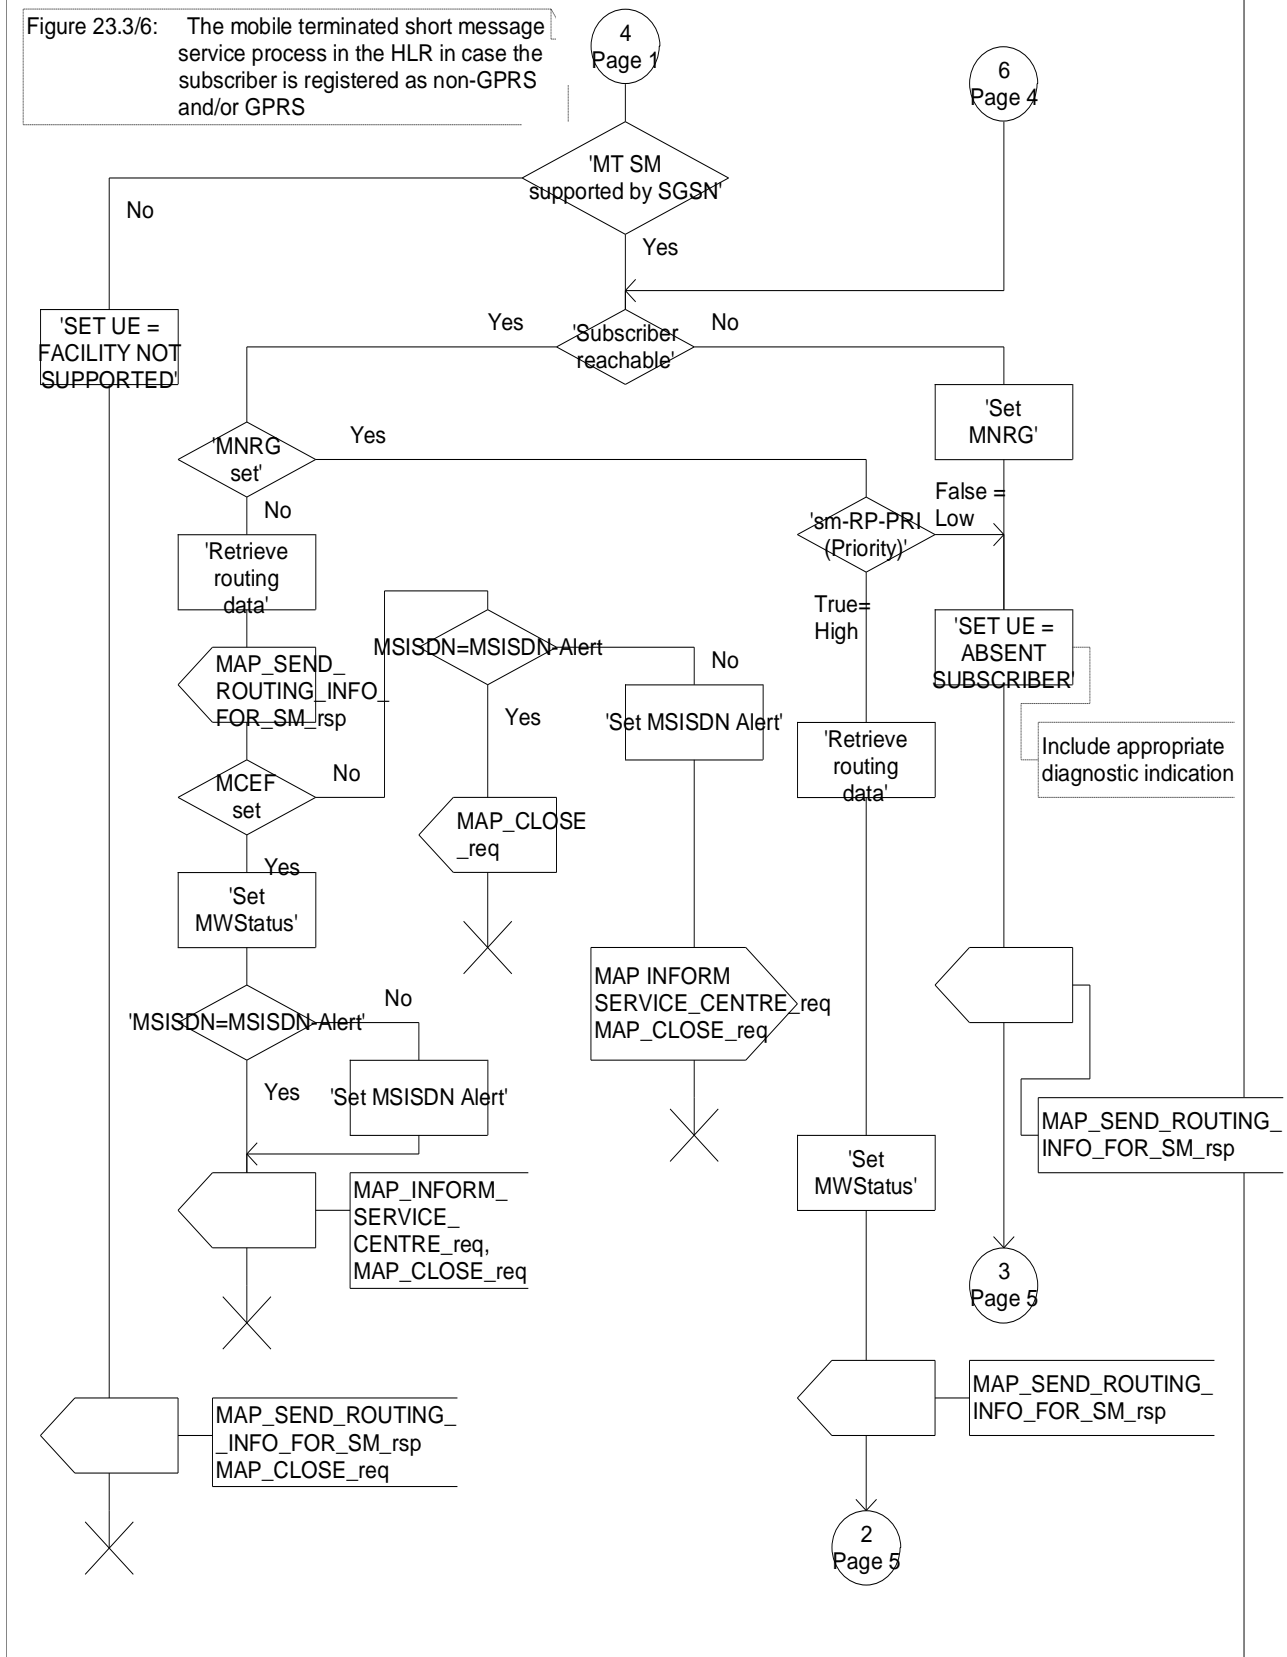 Figure 23.3/6: The mobile terminated short message
service process in the HLR in case the
subscriber is registered as non-GPRS
and/or GPRS
4
Page 1
6
Page 4
'MT SM
supported by SGSN'
No
Yes
'SET UE =
FACILITY NOT
SUPPORTED'
Yes
'Subscriber
reachable'
No
'Set
MNRG'
'MNRG
set'
Yes
No
False =
Low
'sm-RP-PRI
(Priority)'
True=
High
'Retrieve
routing
data'
MSISDN=MSISDN-Alert
No
Yes
'SET UE =
ABSENT
SUBSCRIBER'
MAP_SEND_
ROUTING_INFO_
FOR_SM_rsp
'Set MSISDN Alert'
'Retrieve
routing
data'
Include appropriate
diagnostic indication
MCEF
set
No
Yes
MAP_CLOSE
_req
'Set
MWStatus'
MAP INFORM
SERVICE_CENTRE_req
MAP_CLOSE_req
'MSISDN=MSISDN-Alert'
No
Yes
'Set MSISDN Alert'
MAP_SEND_ROUTING_
INFO_FOR_SM_rsp
'Set
MWStatus'
MAP_INFORM_
SERVICE_
CENTRE_req,
MAP_CLOSE_req
3
Page 5
MAP_SEND_ROUTING_
INFO_FOR_SM_rsp
MAP_SEND_ROUTING_
_INFO_FOR_SM_rsp
MAP_CLOSE_req
2
Page 5